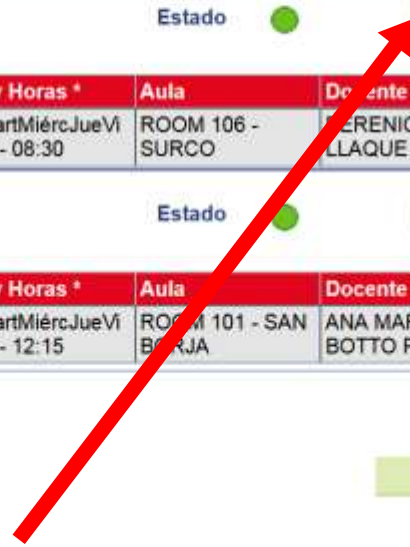 Estado
Horas * Aula Docente
artMiércJueVi ROOM 106 -
- 08:30 SURCO LLAQUE
Estado
Horas * Aula Docente
artMiércJueVi ROOM 101 - SAN ANA MAR
- 12:15 BORJA BOTTO